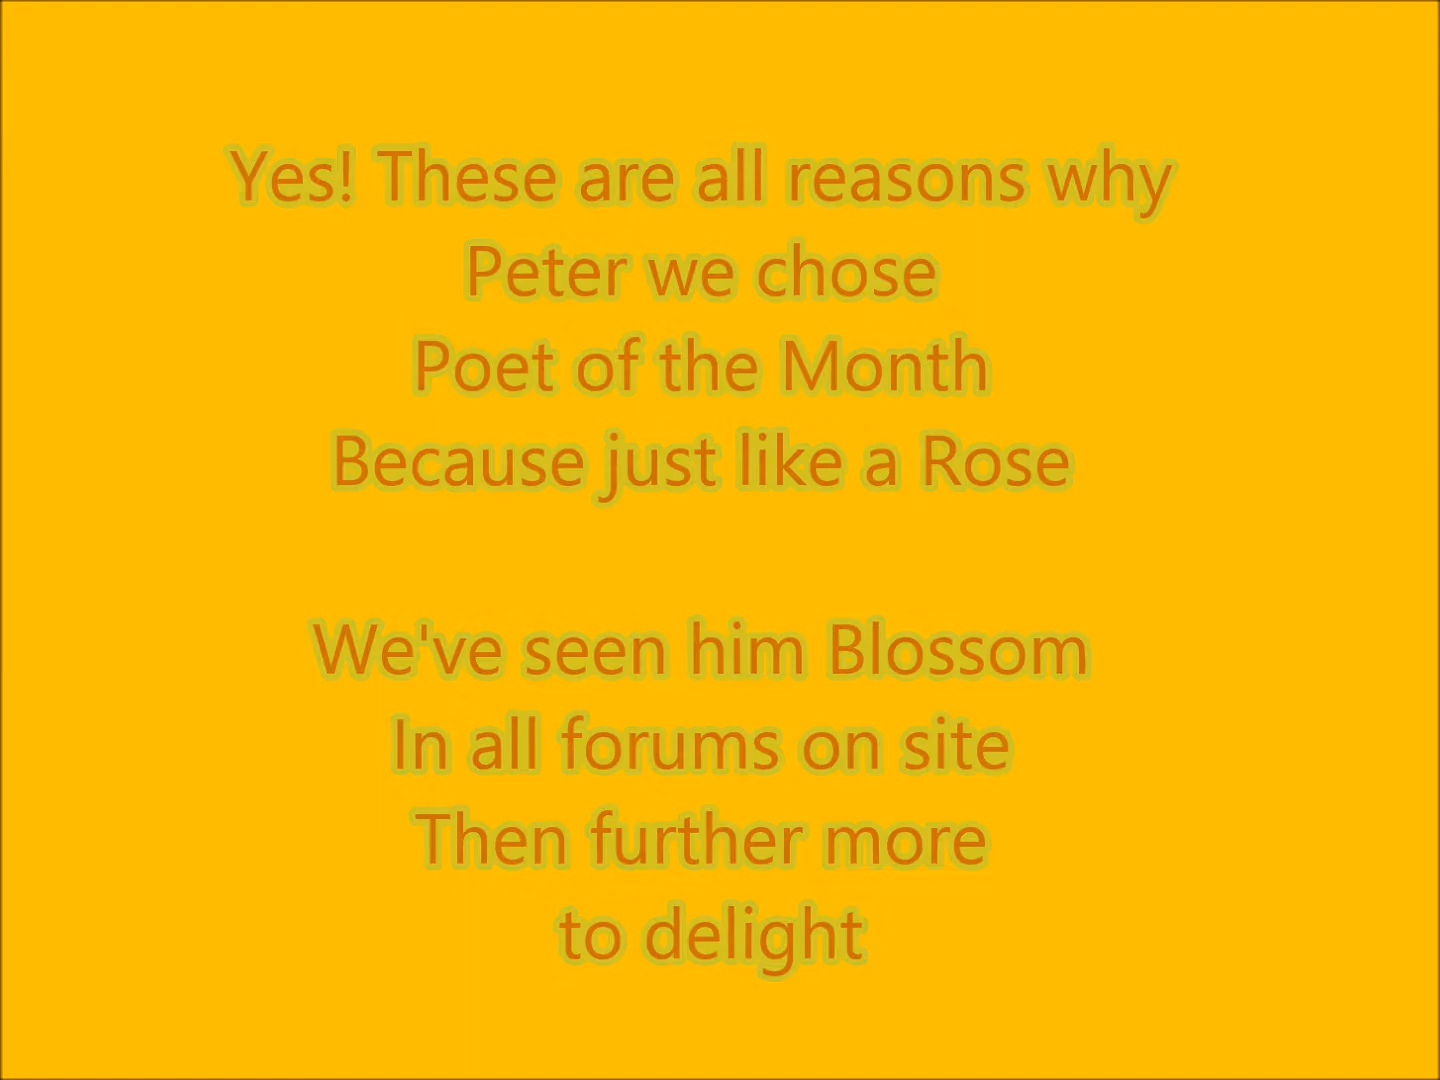 Yes! These are all reasons why
Peter we chose
Poet of the Month
Because just like a Rose
We've seen him Blossom
In all forums on site
Then further more
to delight